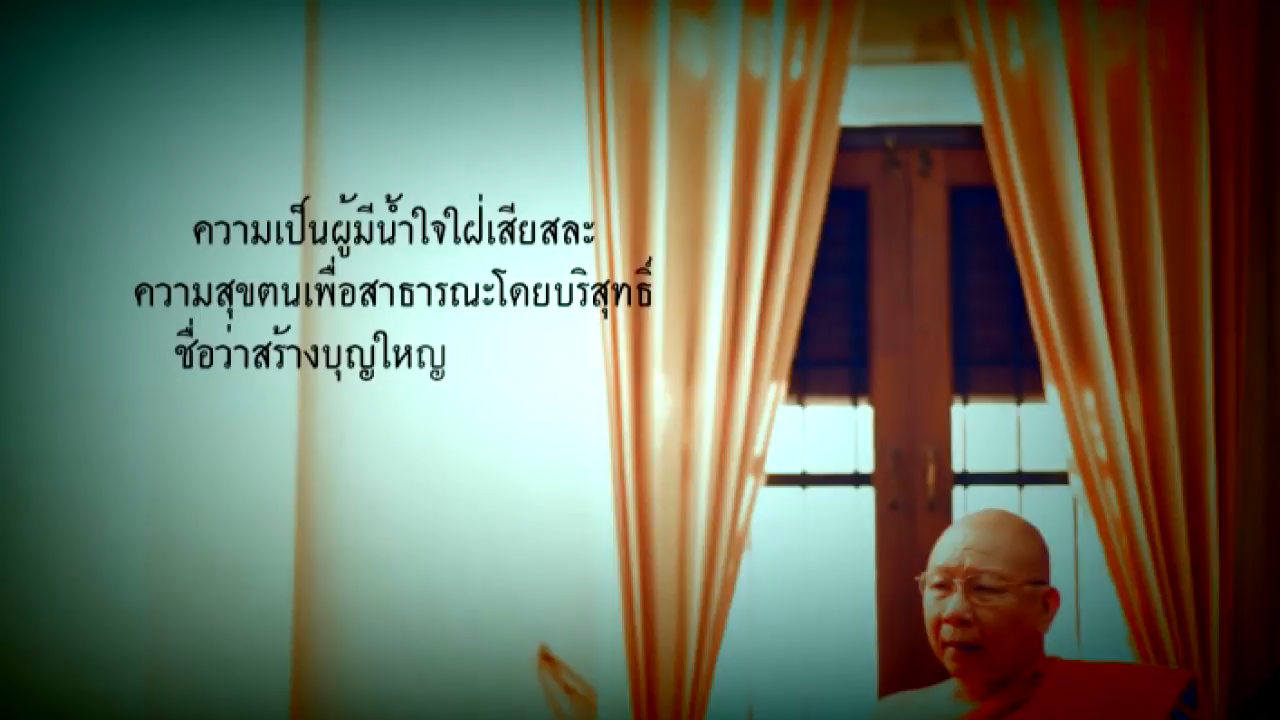 ความเป็นผู้มีน้ำใจใฝ่เสียสละ
ความสุขตนเพื่อสาธารณะโดยบริสุทธิ์
ชื่อว่าสร้างบุญใหญ